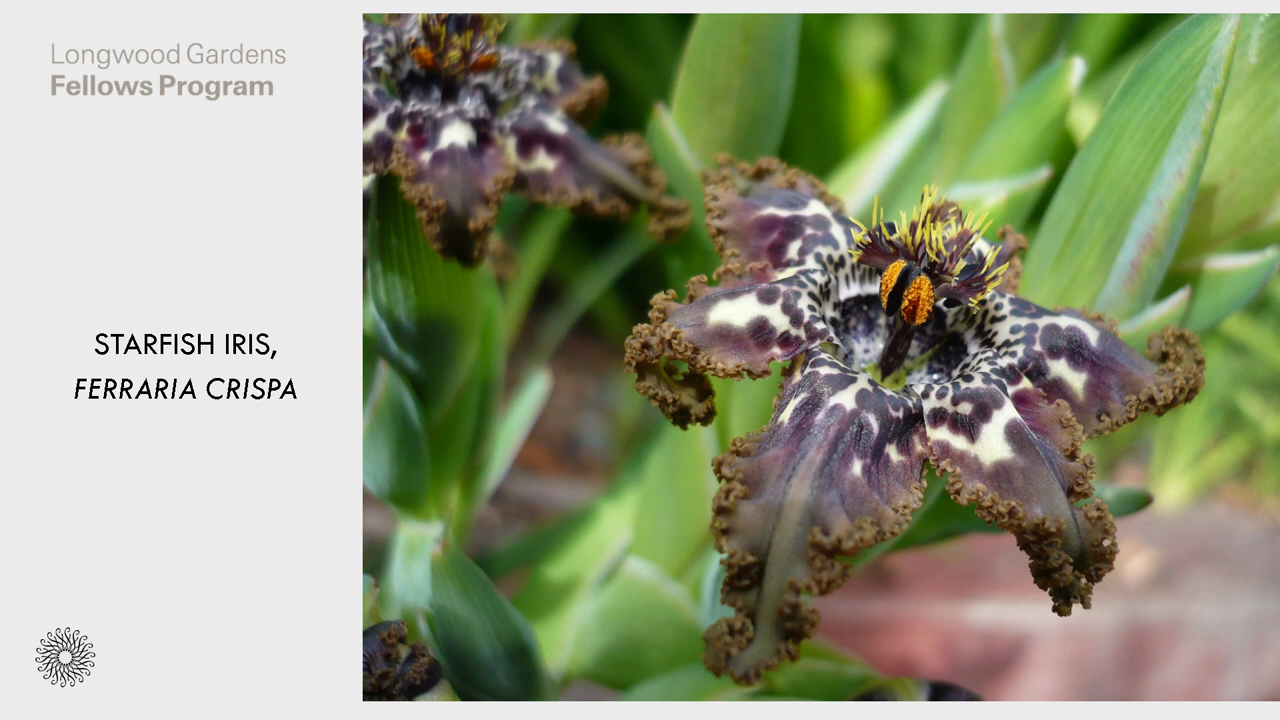 Longwood Gardens
Fellows Program
STARFISH IRIS,
FERRARIA CRISPA